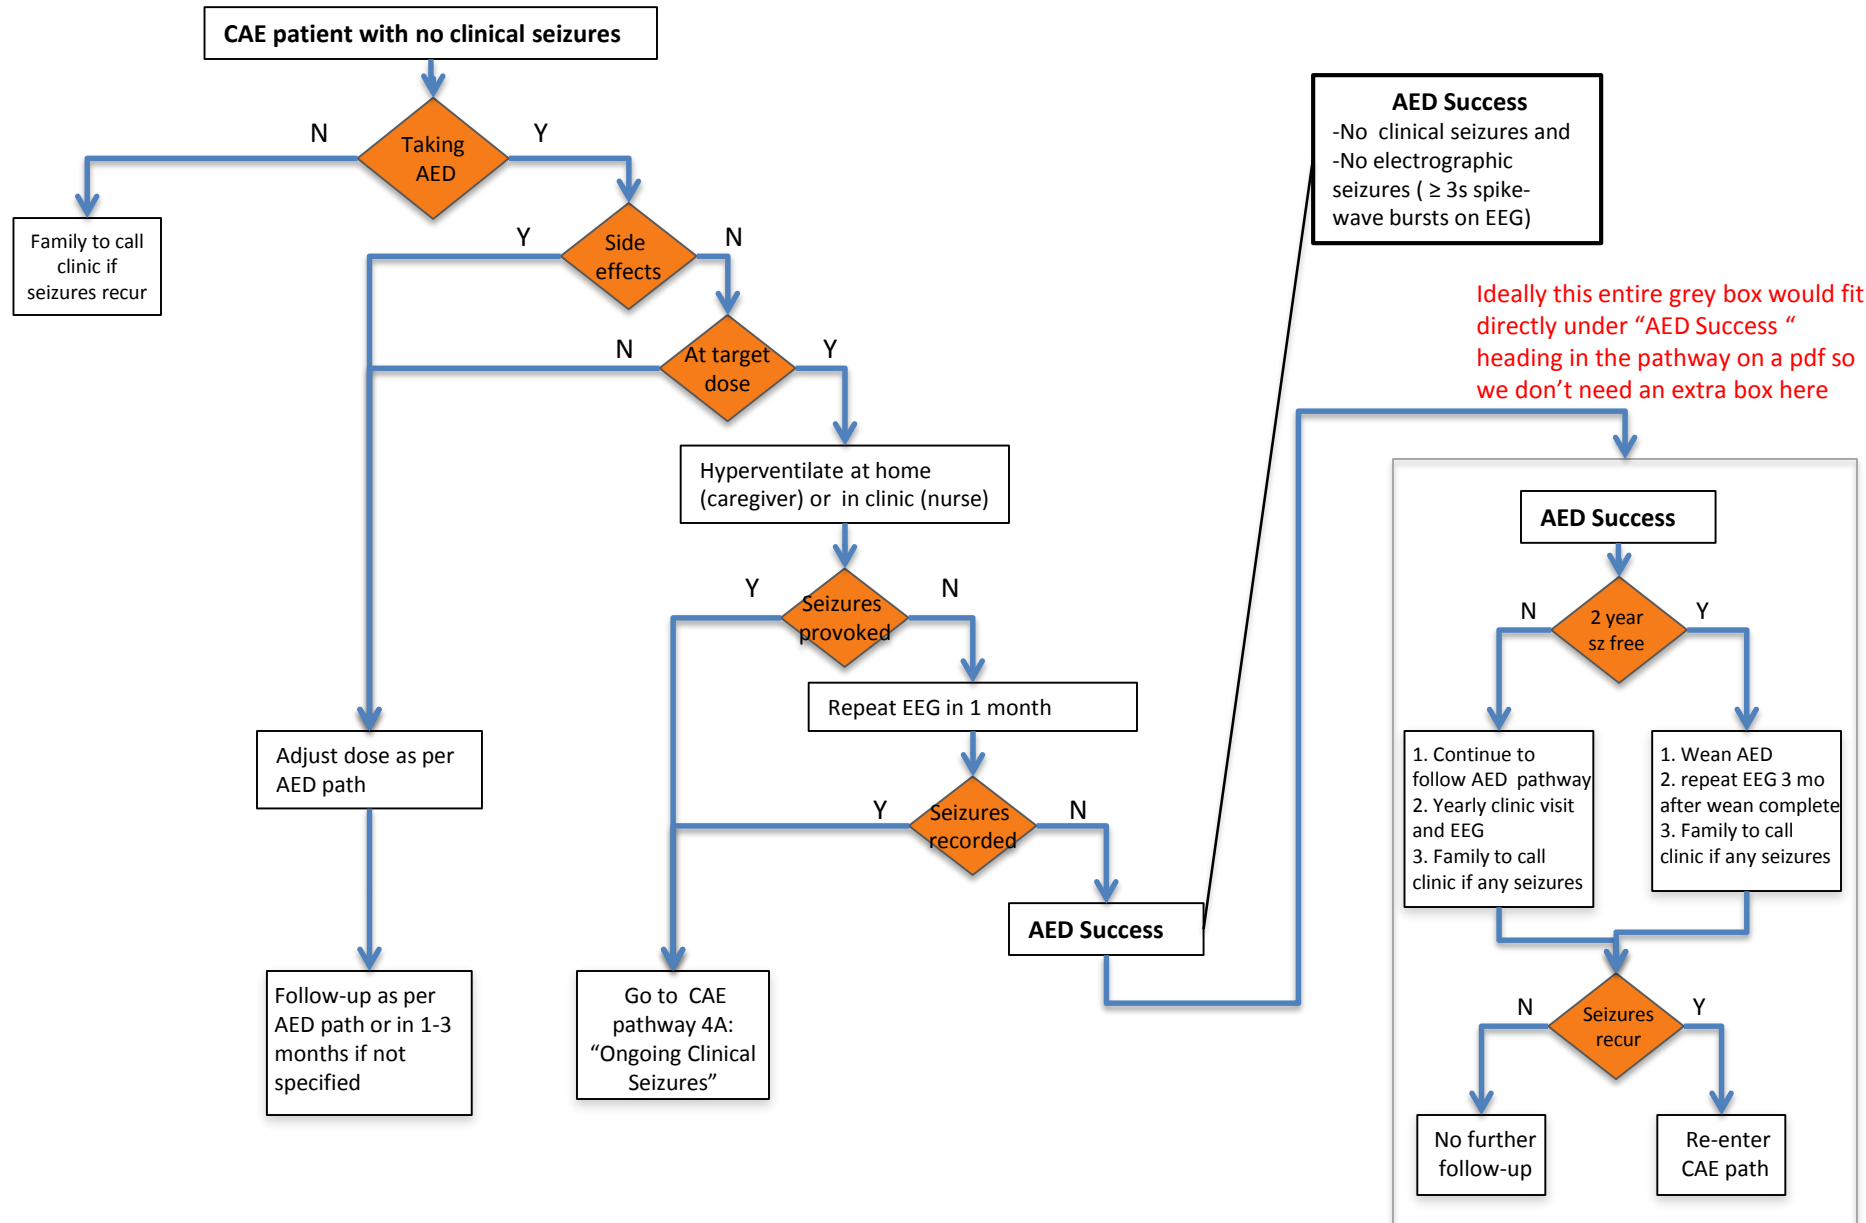 CAE patient with no clinical seizures
N
Y
Taking
AED
Family to call
clinic if
seizures recur
Y
N
Side
effects
N
Y
At target
dose
Hyperventilate at home
(caregiver) or  in clinic (nurse)
Y
N
Seizures
provoked
Repeat EEG in 1 month
Adjust dose as per
AED path
Y
N
Seizures
recorded
AED Success
Follow-up as per
AED path or in 1-3
months if not
specified
Go to  CAE
pathway 4A:
“Ongoing Clinical
Seizures”
AED Success
-No  clinical seizures and
-No electrographic
seizures ( ≥ 3s spike-
wave bursts on EEG)
Ideally this entire grey box would fit
directly under “AED Success “
heading in the pathway on a pdf so
we don’t need an extra box here
AED Success
N
Y
2 year
sz free
1. Continue to
follow AED  pathway
2. Yearly clinic visit
and EEG
3. Family to call
clinic if any seizures
1. Wean AED
2. repeat EEG 3 mo
after wean complete
3. Family to call
clinic if any seizures
N
Y
Seizures
recur
No further
follow-up
Re-enter
CAE path